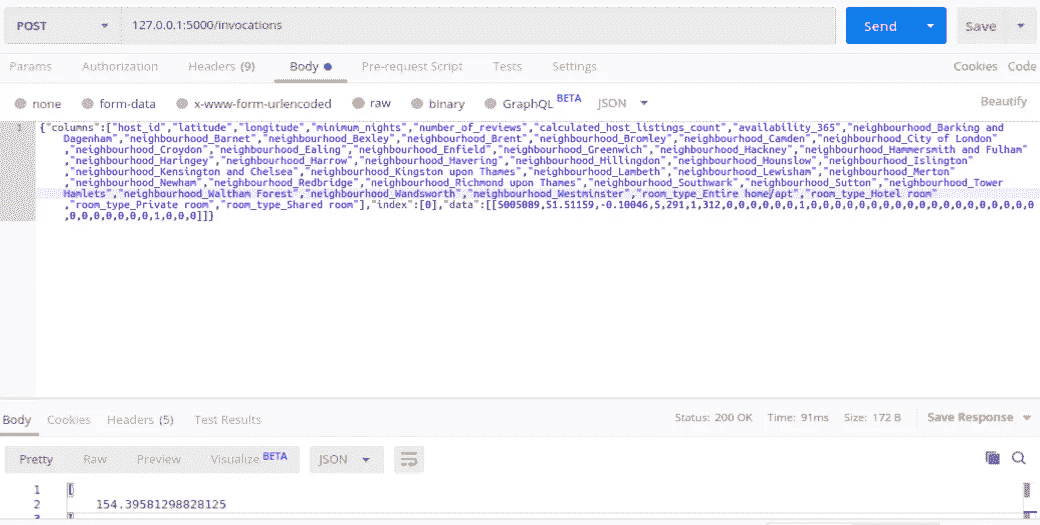 POST 127.0.0.1:5000/invocations Send Save
Params Authorization Headers (9) Body Pre-request Script Tests Settings Cookies Code
none form-data x-www-form-urlencoded raw binary GraphQL BETA JSON Beautify
1 {"columns":["host_id","latitude","longitude","minimum_nights","number_of_reviews","calculated_host_listings_count","availability_365","neighbourhood_Barking and
Dagenham","neighbourhood_Barnet","neighbourhood_Bexley","neighbourhood_Brent","neighbourhood_Bromley","neighbourhood_Camden","neighbourhood_City of London"
,"neighbourhood_Croydon","neighbourhood_Ealing","neighbourhood_Enfield","neighbourhood_Greenwich","neighbourhood_Hackney","neighbourhood_Hammersmith and Fulham"
,"neighbourhood_Haringey","neighbourhood_Harrow","neighbourhood_Havering","neighbourhood_Hillingdon","neighbourhood_Hounslow","neighbourhood_Islington"
,"neighbourhood_Kensington and Chelsea","neighbourhood_Kingston upon Thames","neighbourhood_Lambeth","neighbourhood_Lewisham","neighbourhood_Merton"
,"neighbourhood_Newham","neighbourhood_Redbridge","neighbourhood_Richmond upon Thames","neighbourhood_Southwark","neighbourhood_Sutton","neighbourhood_Tower
Hamlets","neighbourhood_Waltham Forest","neighbourhood_Wandsworth","neighbourhood_Westminster","room_type_Entire home/apt","room_type_Hotel room"
,"room_type_Private room","room_type_Shared room"],"index":[0],"data":[[5005089,51.51159,-0.10046,5,291,1,312,0,0,0,0,0,0,1,0,0,0,0,0,0,0,0,0,0,0,0,0,0,0,0,0,0
,0,0,0,0,0,0,0,1,0,0,0]]}
Body Cookies Headers (5) Test Results Status: 200 OK Time: 91ms Size: 172 B Save Response
Pretty Raw Preview Visualize BETA JSON
1 [
2 154.39581298828125
3 ]